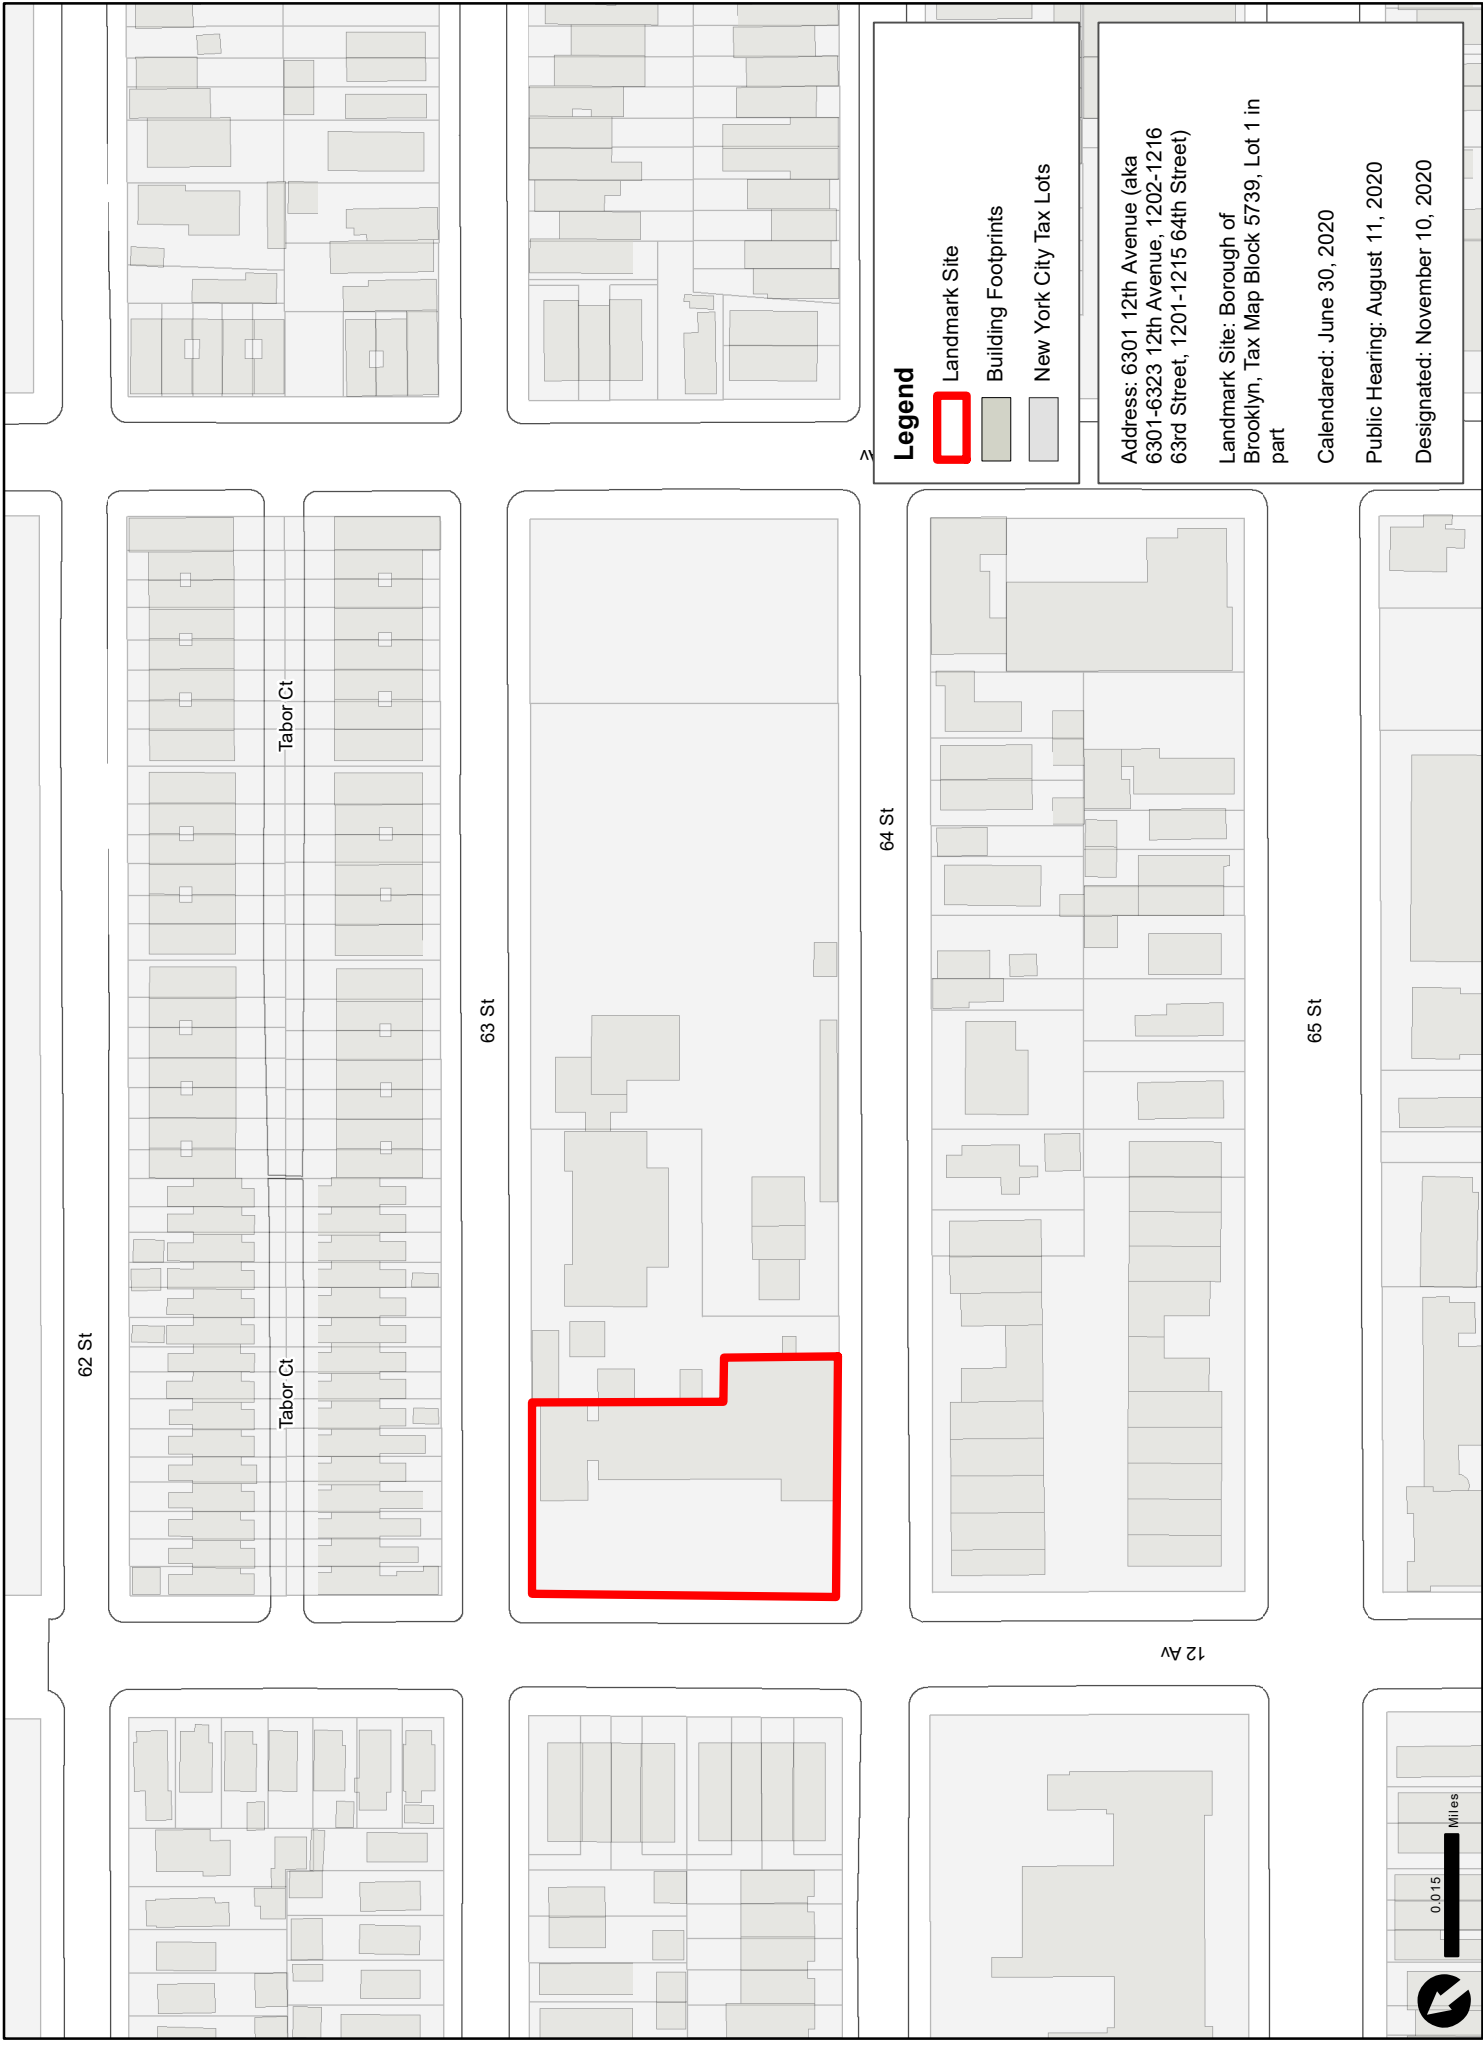 62 St
Tabor Ct
Tabor Ct
63 St
64 St
65 St
12 Av
Av
Legend
Landmark Site
Building Footprints
New York City Tax Lots
Address: 6301 12th Avenue (aka
6301-6323 12th Avenue, 1202-1216
63rd Street, 1201-1215 64th Street)
Landmark Site: Borough of
Brooklyn, Tax Map Block 5739, Lot 1 in
part
Calendared: June 30, 2020
Public Hearing: August 11, 2020
Designated: November 10, 2020
0.015
Miles